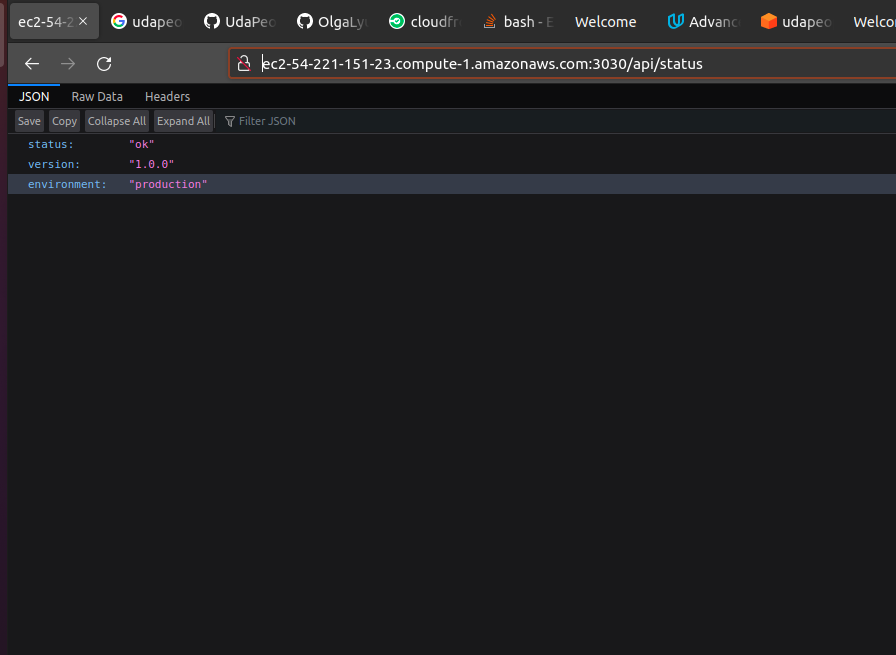 ec2-54-2 udapeo UdaPeo OlgaLy cloudfr bash - E Welcome Advanc udapeo Welco
ec2-54-221-151-23.compute-1.amazonaws.com:3030/api/status
JSON Raw Data Headers
Save Copy Collapse All Expand All Filter JSON
status: "ok"
version: "1.0.0"
environment: "production"